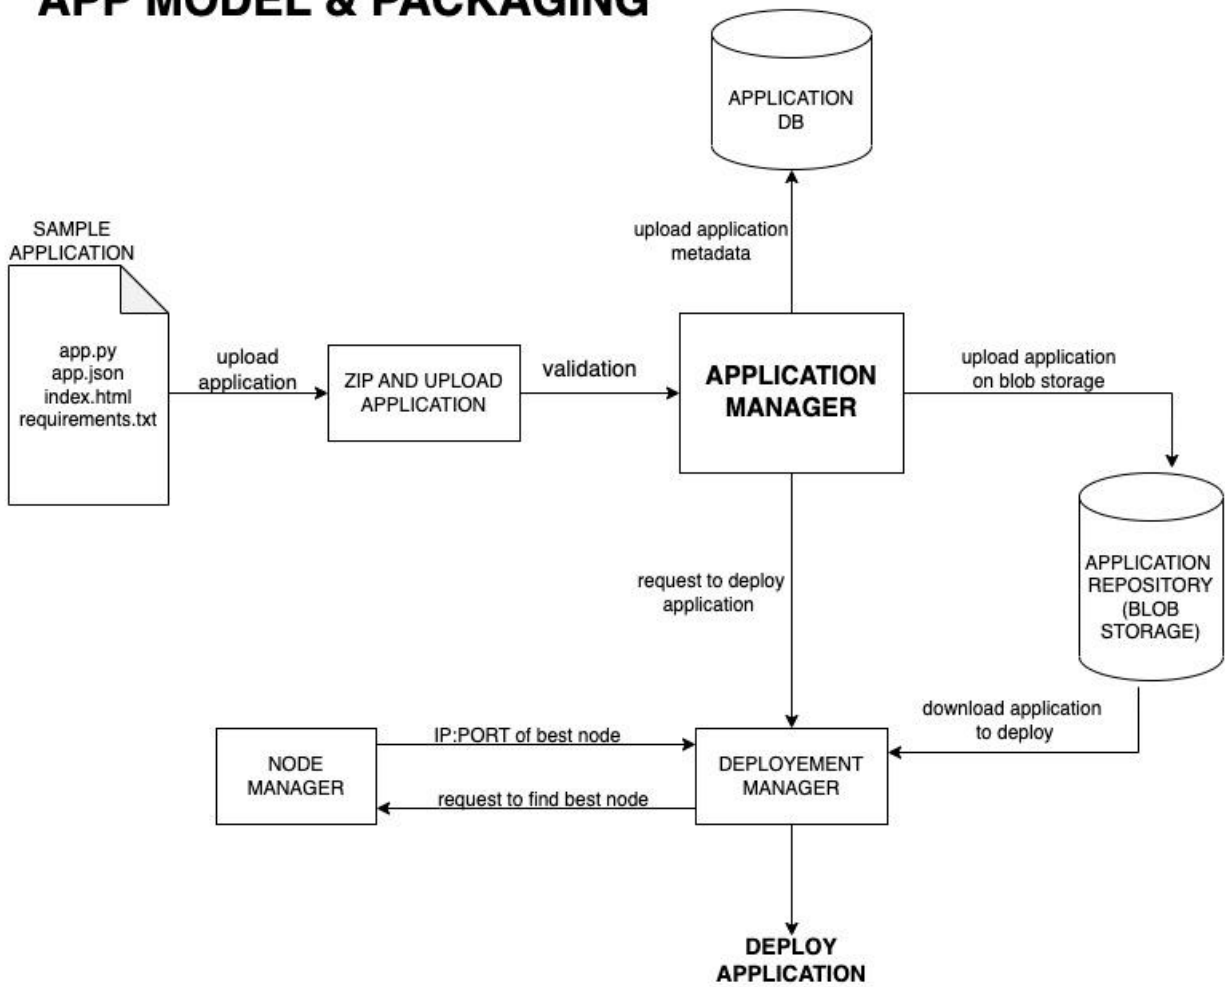 APP MODEL & PACKAGING
APPLICATION
DB
upload application
metadata
SAMPLE
APPLICATION
app.py
app.json
index.html
requirements.txt
upload
application
ZIP AND UPLOAD
APPLICATION
validation
APPLICATION
MANAGER
upload application
on blob storage
APPLICATION
REPOSITORY
(BLOB
STORAGE)
request to deploy
application
download application
to deploy
NODE
MANAGER
IP:PORT of best node
request to find best node
DEPLOYEMENT
MANAGER
DEPLOY
APPLICATION